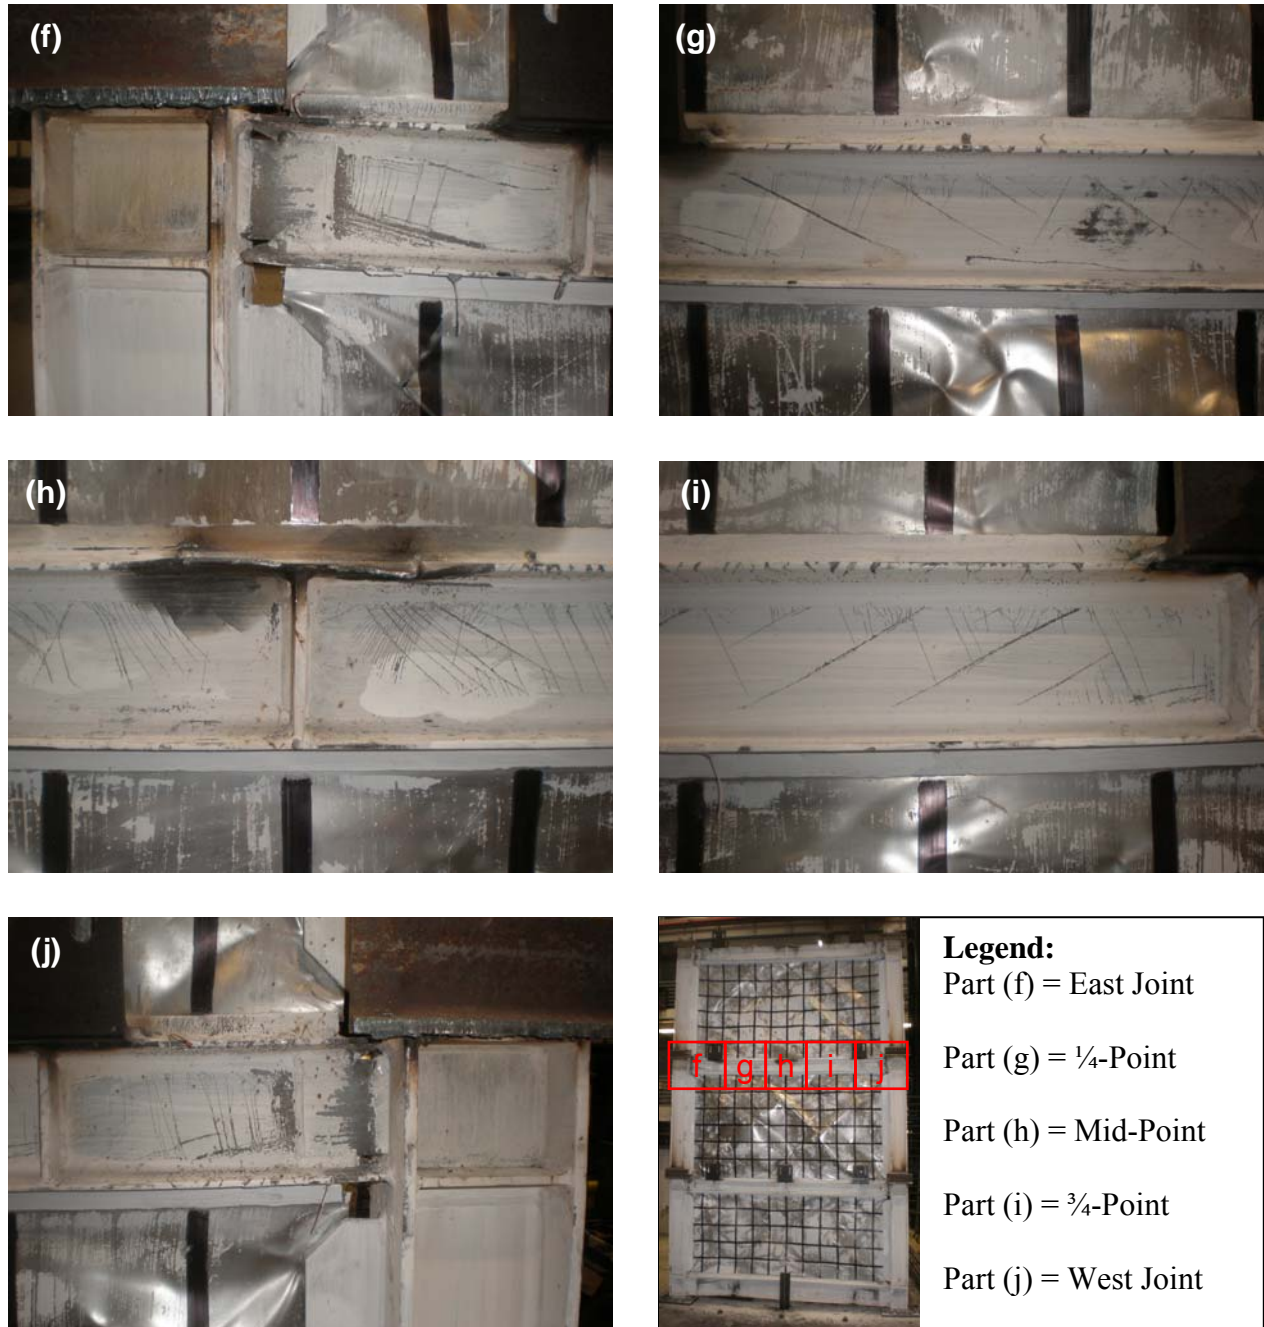 (f)
(g)
(h)
(i)
(j)
f g h i j
Legend:
Part (f) = East Joint
Part (g) = ¼-Point
Part (h) = Mid-Point
Part (i) = ¾-Point
Part (j) = West Joint